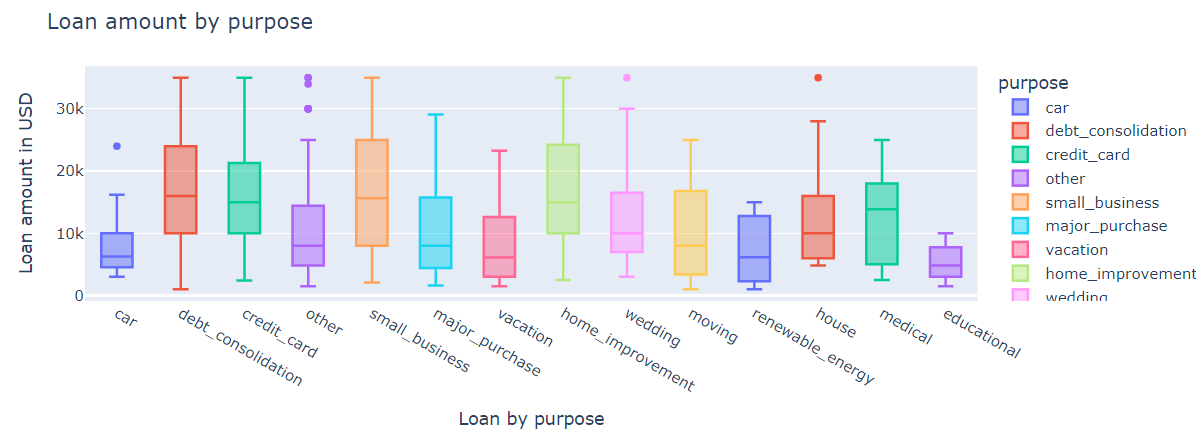 Loan amount by purpose
Loan amount in USD
30k
20k
10k
0
car
debt_consolidation
credit_card
other
small_business
major_purchase
vacation
home_improvement
wedding
moving
renewable_energy
house
medical
educational
Loan by purpose
purpose
car
debt_consolidation
credit_card
other
small_business
major_purchase
vacation
home_improvement
wedding